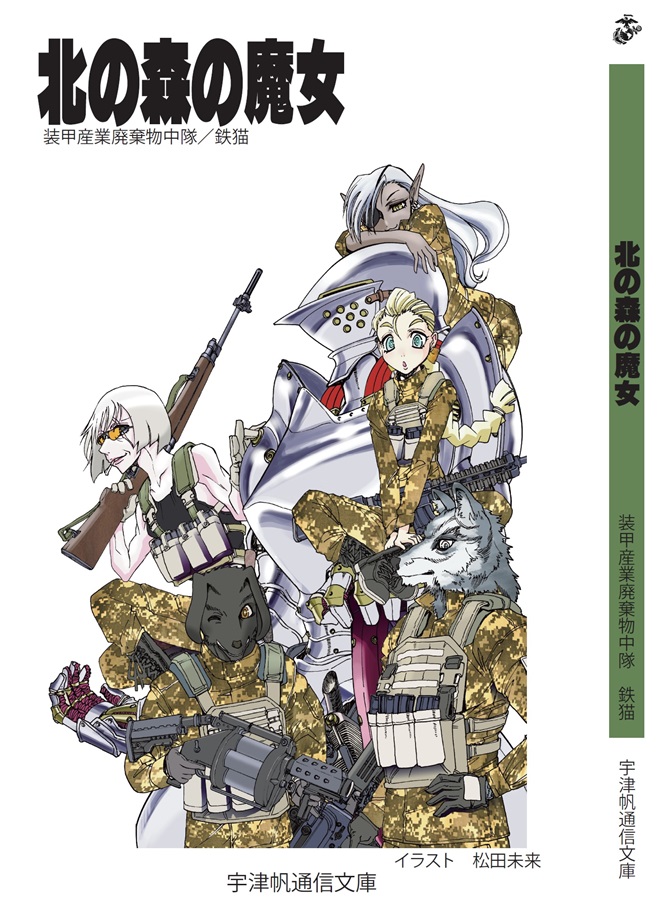 北の森の魔女
装甲産業廃棄物中隊／鉄猫
イラスト　松田未来
宇津帆通信文庫
北の森の魔女
装甲産業廃棄物中隊　鉄猫
宇津帆通信文庫